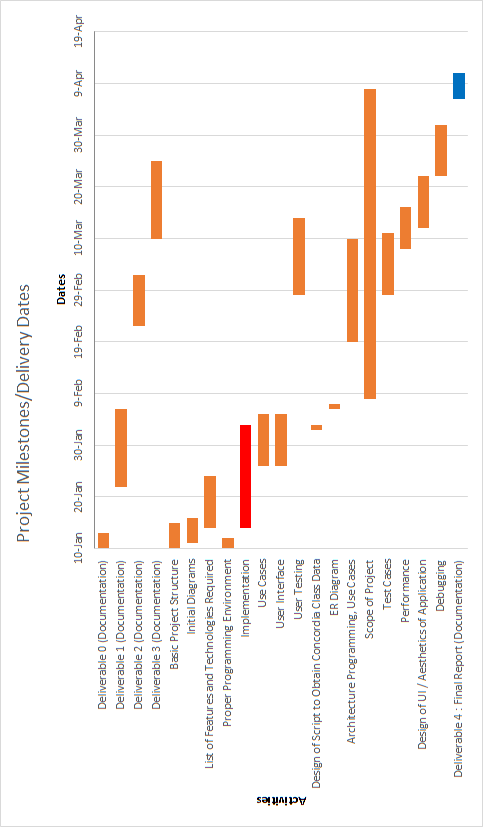 Project Milestones/Delivery Dates
Dates
10-Jan
20-Jan
30-Jan
9-Feb
19-Feb
29-Feb
10-Mar
20-Mar
30-Mar
9-Apr
19-Apr
Activities
Deliverable 0 (Documentation)
Deliverable 1 (Documentation)
Deliverable 2 (Documentation)
Deliverable 3 (Documentation)
Basic Project Structure
Initial Diagrams
List of Features and Technologies Required
Proper Programming Environment
Implementation
Use Cases
User Interface
User Testing
Design of Script to Obtain Concordia Class Data
ER Diagram
Architecture Programming, Use Cases
Scope of Project
Test Cases
Performance
Design of UI / Aesthetics of Application
Debugging
Deliverable 4 : Final Report (Documentation)